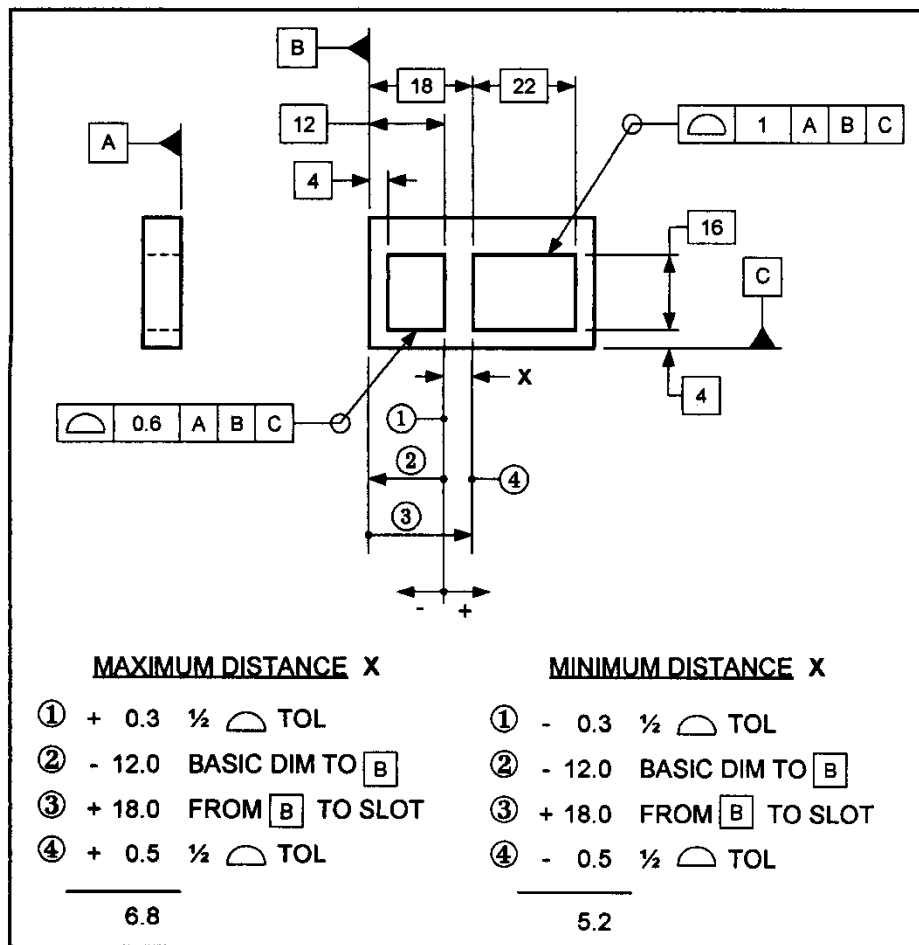 B
18 22
12
⌓ 1 A B C
A
4
16
C
X
4
⌓ 0.6 A B C
①
②
④
③
- +
MAXIMUM DISTANCE X
① + 0.3 ½ ⌓ TOL
② - 12.0 BASIC DIM TO B
③ + 18.0 FROM B TO SLOT
④ + 0.5 ½ ⌓ TOL
6.8
MINIMUM DISTANCE X
① - 0.3 ½ ⌓ TOL
② - 12.0 BASIC DIM TO B
③ + 18.0 FROM B TO SLOT
④ - 0.5 ½ ⌓ TOL
5.2